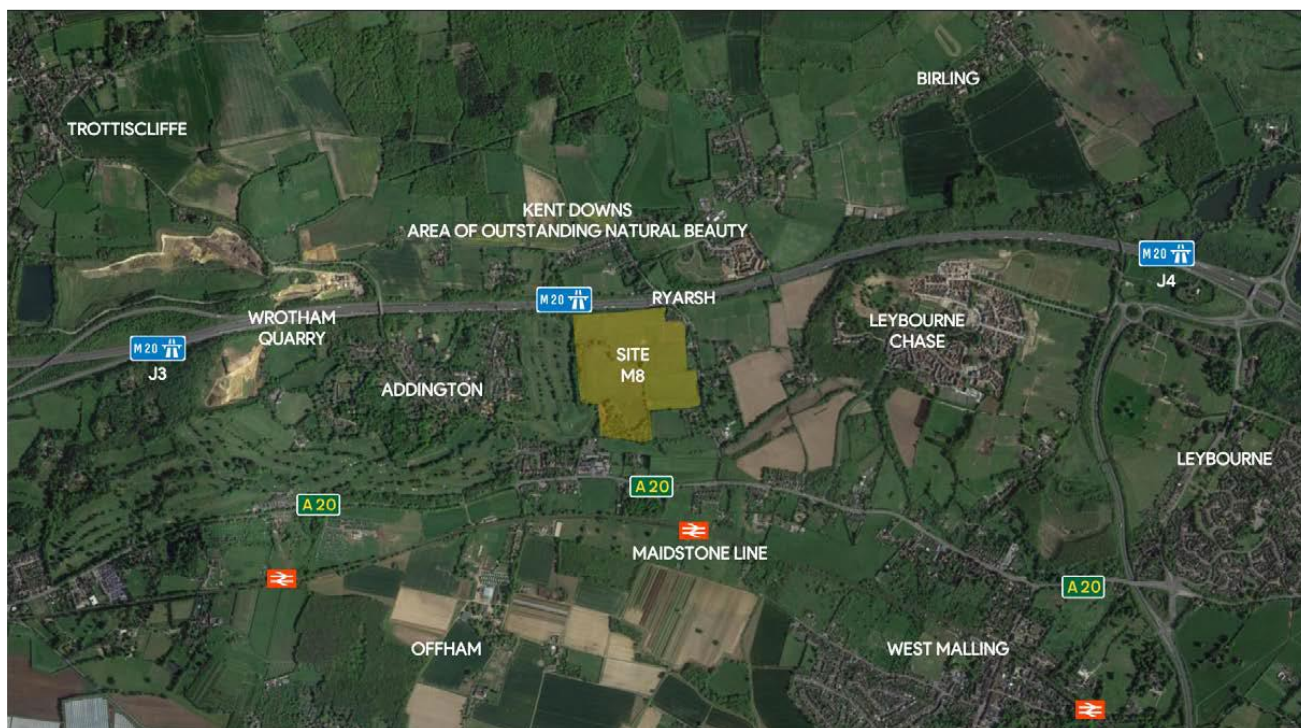 BIRLING
TROTTISCLIFFE
KENT DOWNS
AREA OF OUTSTANDING NATURAL BEAUTY
M20
J4
M20
RYARSH
WROTHAM
QUARRY
LEYBOURNE
CHASE
M20
J3
SITE
M8
ADDINGTON
LEYBOURNE
A20
A20
MAIDSTONE LINE
A20
OFFHAM
WEST MALLING